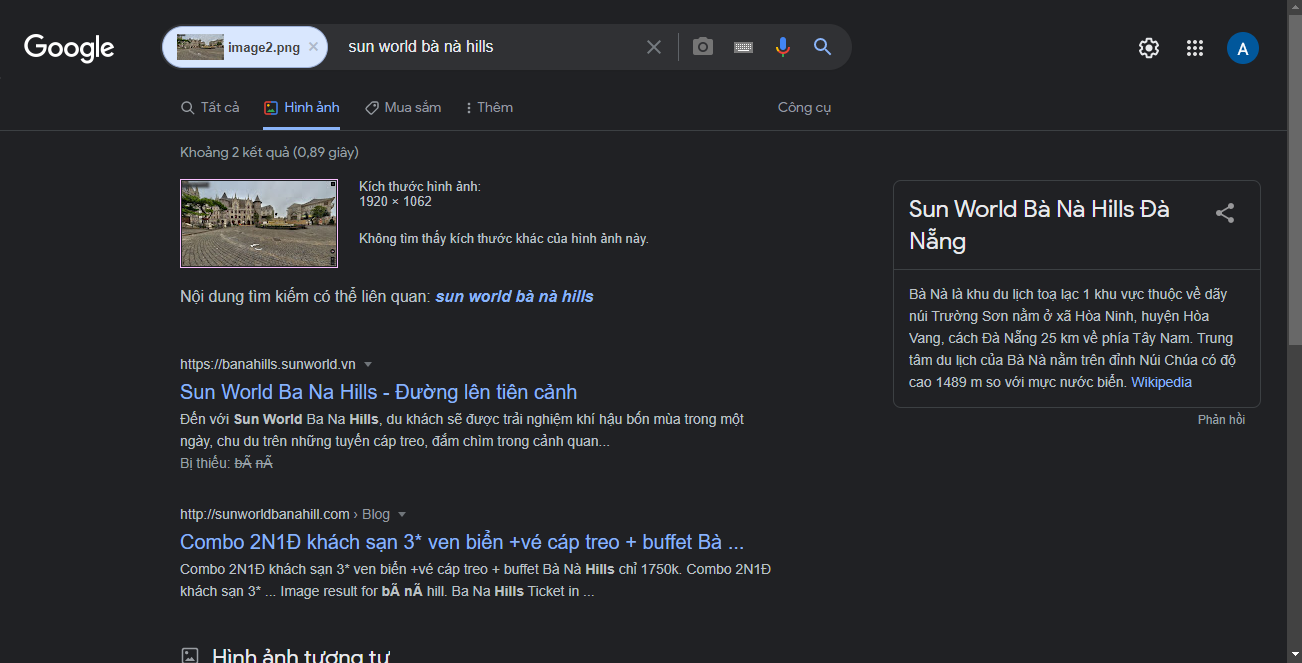 Google
image2.png
sun world bà nà hills
A
Tất cả
Hình ảnh
Mua sắm
Thêm
Công cụ
Khoảng 2 kết quả (0,89 giây)
Kích thước hình ảnh:
1920 × 1062
Không tìm thấy kích thước khác của hình ảnh này.
Nội dung tìm kiếm có thể liên quan: sun world bà nà hills
https://banahills.sunworld.vn
Sun World Ba Na Hills - Đường lên tiên cảnh
Đến với Sun World Ba Na Hills, du khách sẽ được trải nghiệm khí hậu bốn mùa trong một
ngày, chu du trên những tuyến cáp treo, đắm chìm trong cảnh quan...
Bị thiếu: bÃ nÃ
http://sunworldbanahill.com › Blog
Combo 2N1Đ khách sạn 3* ven biển +vé cáp treo + buffet Bà ...
Combo 2N1Đ khách sạn 3* ven biển +vé cáp treo + buffet Bà Nà Hills chỉ 1750k. Combo 2N1Đ
khách sạn 3* ... Image result for bÃ nÃ hill. Ba Na Hills Ticket in ...
Hình ảnh tương tự
Sun World Bà Nà Hills Đà
Nẵng
Bà Nà là khu du lịch toạ lạc 1 khu vực thuộc về dãy
núi Trường Sơn nằm ở xã Hòa Ninh, huyện Hòa
Vang, cách Đà Nẵng 25 km về phía Tây Nam. Trung
tâm du lịch của Bà Nà nằm trên đỉnh Núi Chúa có độ
cao 1489 m so với mực nước biển. Wikipedia
Phản hồi